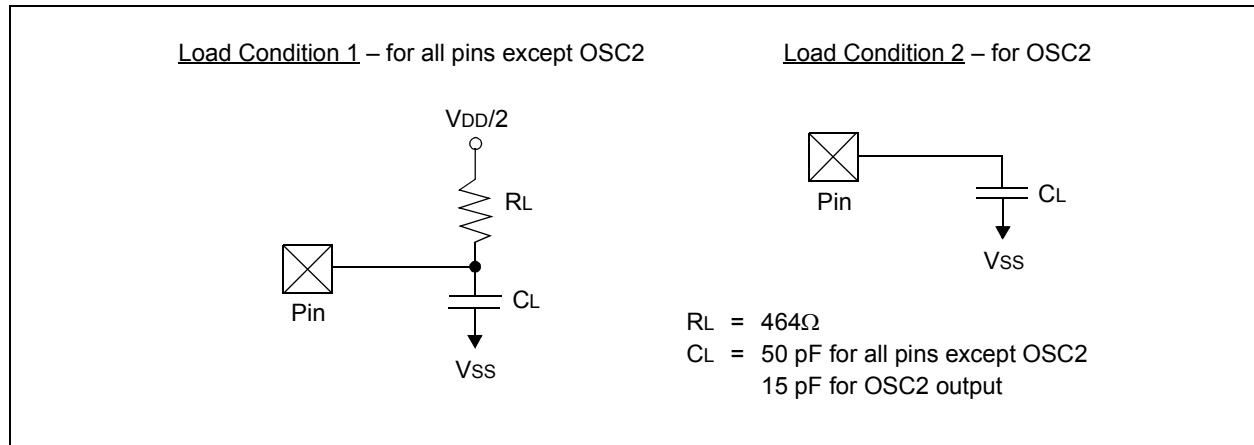 Load Condition 1 – for all pins except OSC2
VDD/2
RL
Pin
CL
VSS
Load Condition 2 – for OSC2
Pin
CL
VSS
RL = 464Ω
CL = 50 pF for all pins except OSC2
15 pF for OSC2 output